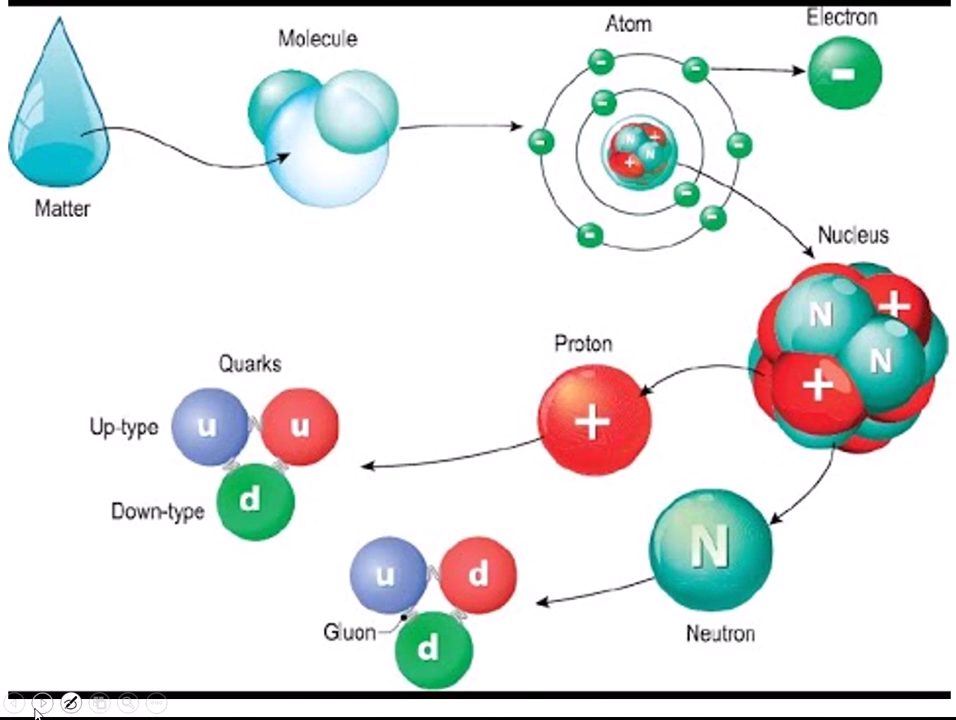 Electron
Atom
Molecule
-
-
-
-
-
-
-
-
-
N
+
+
N
Matter
Nucleus
N
+
N
+
Proton
+
Quarks
Up-type
u
u
Down-type
d
N
Neutron
u
d
Gluon
d